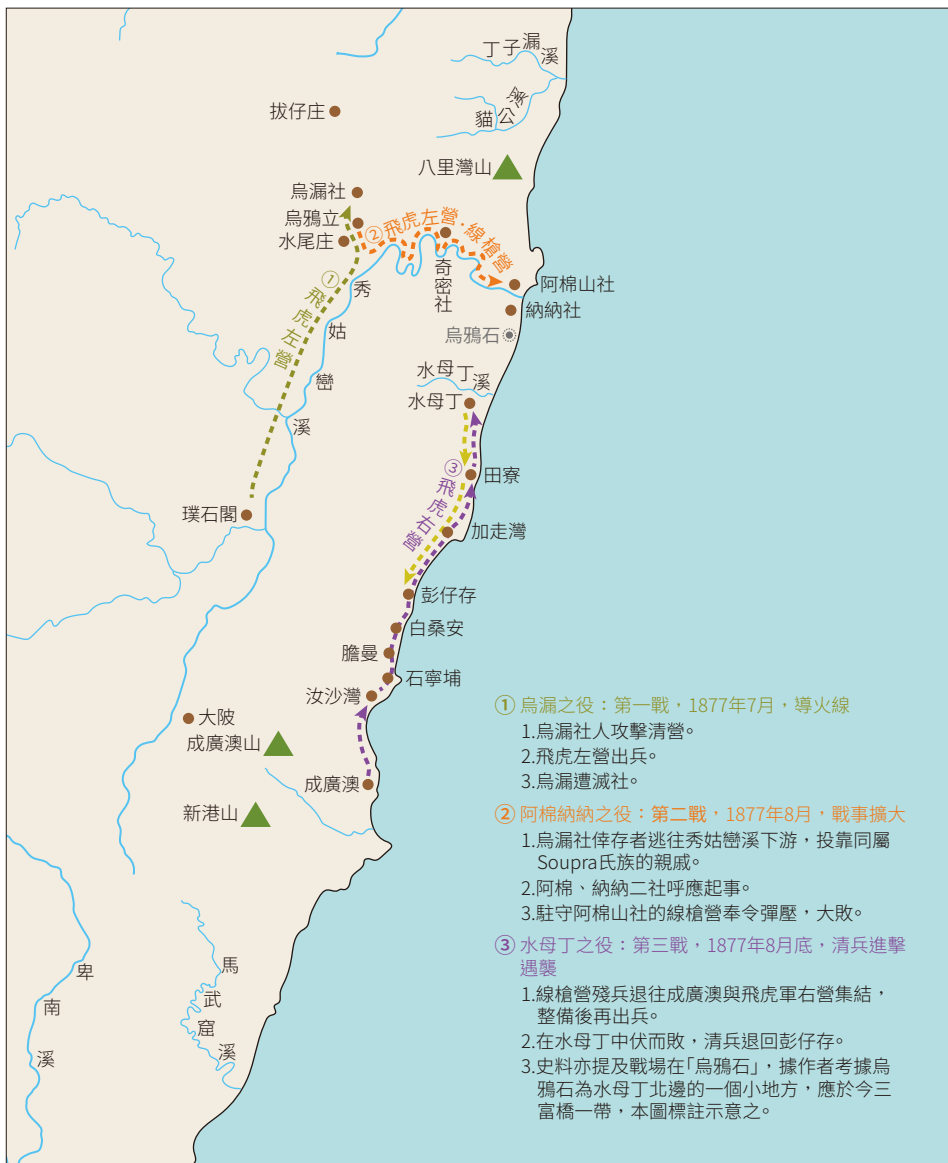 丁子漏溪
貓公溪
拔仔庄
八里灣山
烏漏社
烏鴉立
水尾庄
②飛虎左營·線槍營
奇密社
阿棉山社
納納社
烏鴉石
①飛虎左營
秀姑巒溪
水母丁溪
水母丁
③飛虎右營
田寮
璞石閣
加走灣
彭仔存
白桑安
膽曼
石寧埔
汝沙灣
大陂
成廣澳山
成廣澳
新港山
卑南溪
馬武窟溪
① 烏漏之役：第一戰，1877年7月，導火線
1.烏漏社人攻擊清營。
2.飛虎左營出兵。
3.烏漏遭滅社。
② 阿棉納納之役：第二戰，1877年8月，戰事擴大
1.烏漏社倖存者逃往秀姑巒溪下游，投靠同屬
Soupra氏族的親戚。
2.阿棉、納納二社呼應起事。
3.駐守阿棉山社的線槍營奉令彈壓，大敗。
③ 水母丁之役：第三戰，1877年8月底，清兵進擊
遇襲
1.線槍營殘兵退往成廣澳與飛虎軍右營集結，
整備後再出兵。
2.在水母丁中伏而敗，清兵退回彭仔存。
3.史料亦提及戰場在「烏鴉石」，據作者考據烏
鴉石為水母丁北邊的一個小地方，應於今三
富橋一帶，本圖標註示意之。